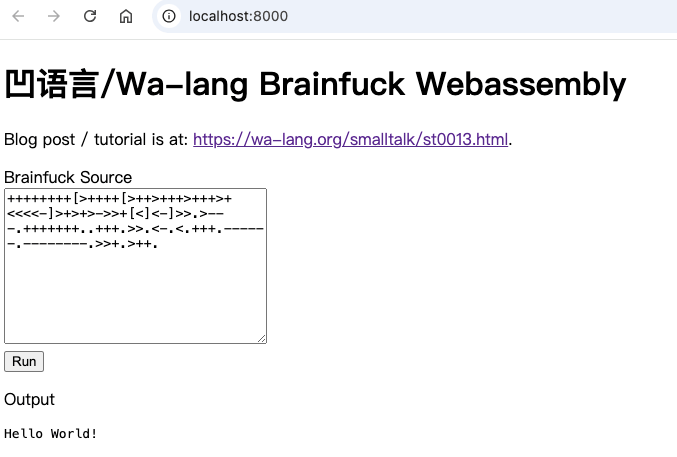 localhost:8000
凹语言/Wa-lang Brainfuck Webassembly
Blog post / tutorial is at: https://wa-lang.org/smalltalk/st0013.html.
Brainfuck Source
++++++++[>++++[>++>+++>+++>+
<<<<-]>+>+>->>+[<]<-]>>.>--
-.+++++++..+++.>>.<-.<.+++.-----
-.--------.>>+.>++.
Run
Output
Hello World!